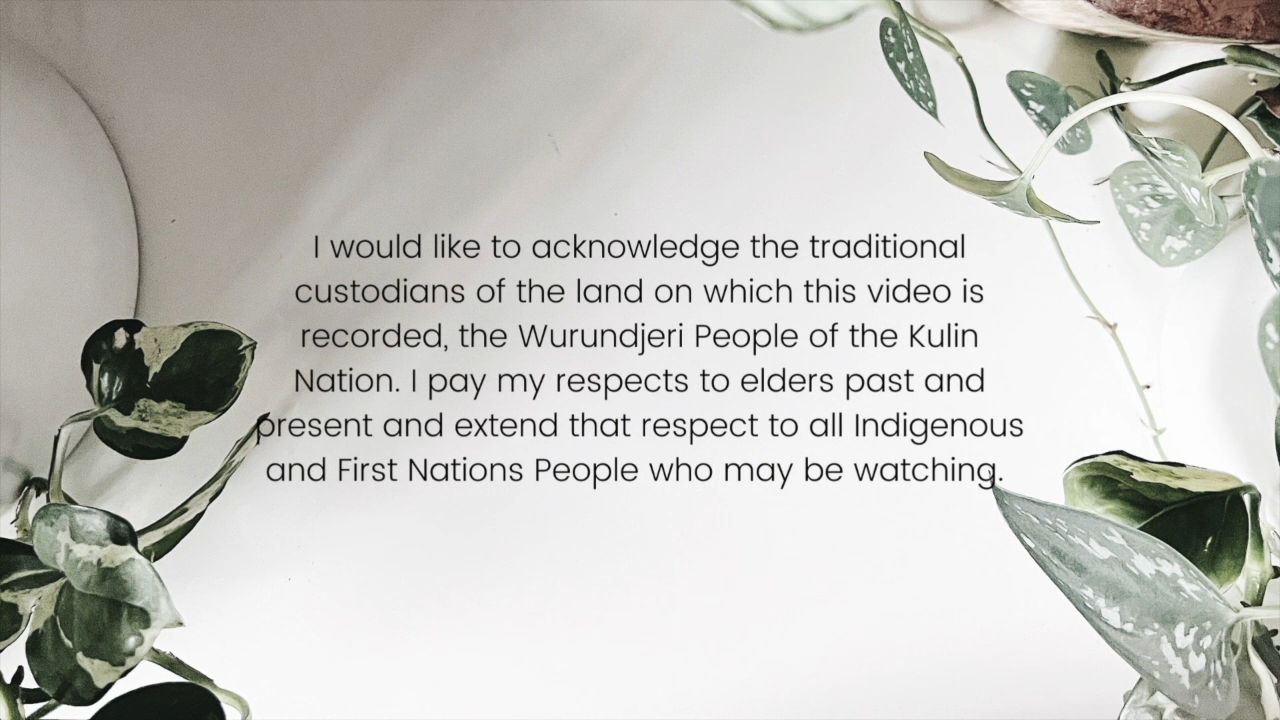 I would like to acknowledge the traditional
custodians of the land on which this video is
recorded, the Wurundjeri People of the Kulin
Nation. I pay my respects to elders past and
present and extend that respect to all Indigenous
and First Nations People who may be watching.